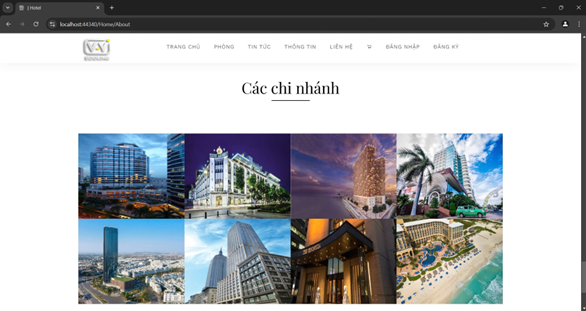 | Hotel
localhost:44340/Home/About
TRANG CHỦ PHÒNG TIN TỨC THÔNG TIN LIÊN HỆ ĐĂNG NHẬP ĐĂNG KÝ
Các chi nhánh